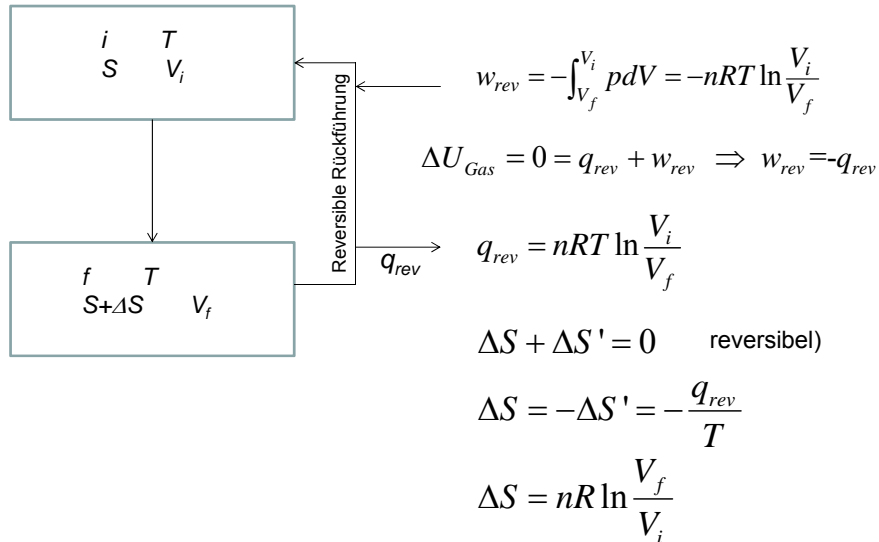 i T
S V_i
f T
S+ΔS V_f
Reversible Rückführung
q_rev
w_rev = -∫_{V_f}^{V_i} pdV = -nRT ln V_i/V_f
ΔU_Gas = 0 = q_rev + w_rev ⇒ w_rev =-q_rev
q_rev = nRT ln V_i/V_f
ΔS + ΔS' = 0 reversibel)
ΔS = -ΔS' = - q_rev/T
ΔS = nR ln V_f/V_i